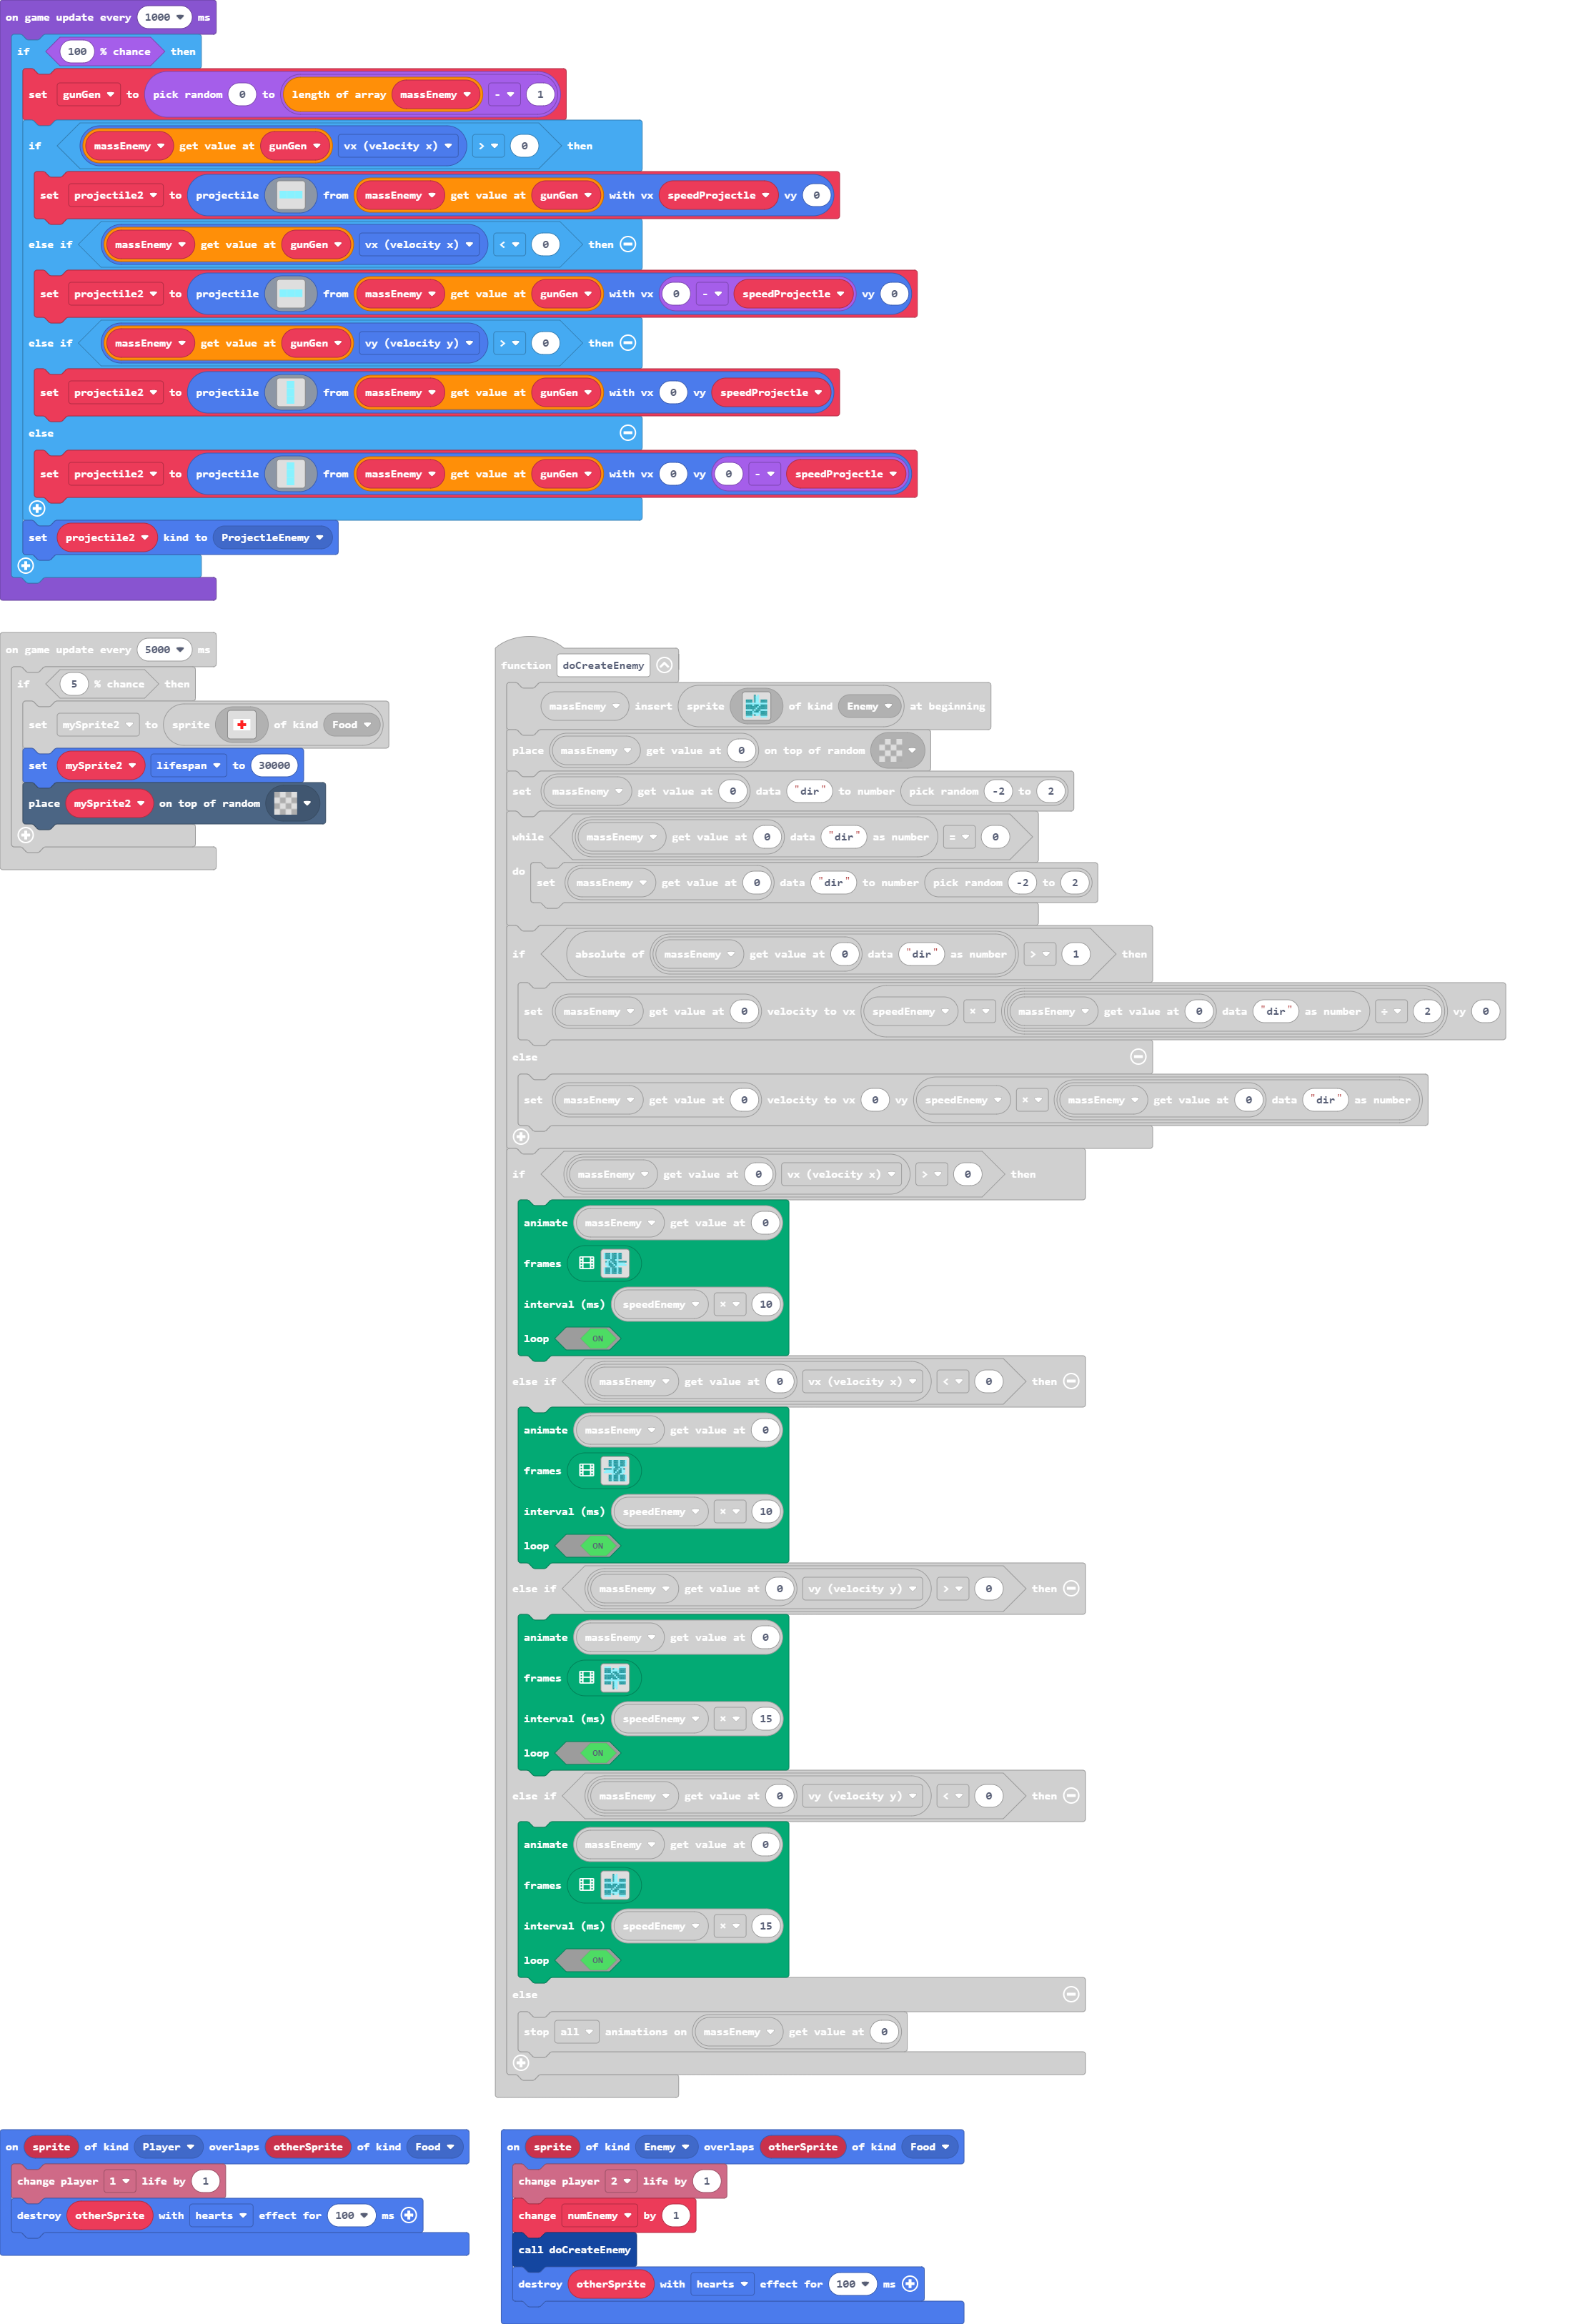 on game update every 1000 ms
if 100 % chance then
set gunGen to pick random 0 to length of array massEnemy - 1
if massEnemy get value at gunGen vx (velocity x) > 0 then
set projectile2 to projectile from massEnemy get value at gunGen with vx speedProjectle vy 0
else if massEnemy get value at gunGen vx (velocity x) < 0 then
set projectile2 to projectile from massEnemy get value at gunGen with vx 0 - speedProjectle vy 0
else if massEnemy get value at gunGen vy (velocity y) > 0 then
set projectile2 to projectile from massEnemy get value at gunGen with vx 0 vy speedProjectle
else
set projectile2 to projectile from massEnemy get value at gunGen with vx 0 vy 0 - speedProjectle
set projectile2 kind to ProjectleEnemy
on game update every 5000 ms
if 5 % chance then
set mySprite2 to sprite of kind Food
set mySprite2 lifespan to 30000
place mySprite2 on top of random
function doCreateEnemy
massEnemy insert sprite of kind Enemy at beginning
place massEnemy get value at 0 on top of random
set massEnemy get value at 0 data "dir" to number pick random -2 to 2
while massEnemy get value at 0 data "dir" as number = 0
do set massEnemy get value at 0 data "dir" to number pick random -2 to 2
if absolute of massEnemy get value at 0 data "dir" as number > 1 then
set massEnemy get value at 0 velocity to vx speedEnemy × massEnemy get value at 0 data "dir" as number ÷ 2 vy 0
else
set massEnemy get value at 0 velocity to vx 0 vy speedEnemy × massEnemy get value at 0 data "dir" as number
if massEnemy get value at 0 vx (velocity x) > 0 then
animate massEnemy get value at 0
frames
interval (ms) speedEnemy × 10
loop ON
else if massEnemy get value at 0 vx (velocity x) < 0 then
animate massEnemy get value at 0
frames
interval (ms) speedEnemy × 10
loop ON
else if massEnemy get value at 0 vy (velocity y) > 0 then
animate massEnemy get value at 0
frames
interval (ms) speedEnemy × 15
loop ON
else if massEnemy get value at 0 vy (velocity y) < 0 then
animate massEnemy get value at 0
frames
interval (ms) speedEnemy × 15
loop ON
else
stop all animations on massEnemy get value at 0
on sprite of kind Player overlaps otherSprite of kind Food
change player 1 life by 1
destroy otherSprite with hearts effect for 100 ms
on sprite of kind Enemy overlaps otherSprite of kind Food
change player 2 life by 1
change numEnemy by 1
call doCreateEnemy
destroy otherSprite with hearts effect for 100 ms